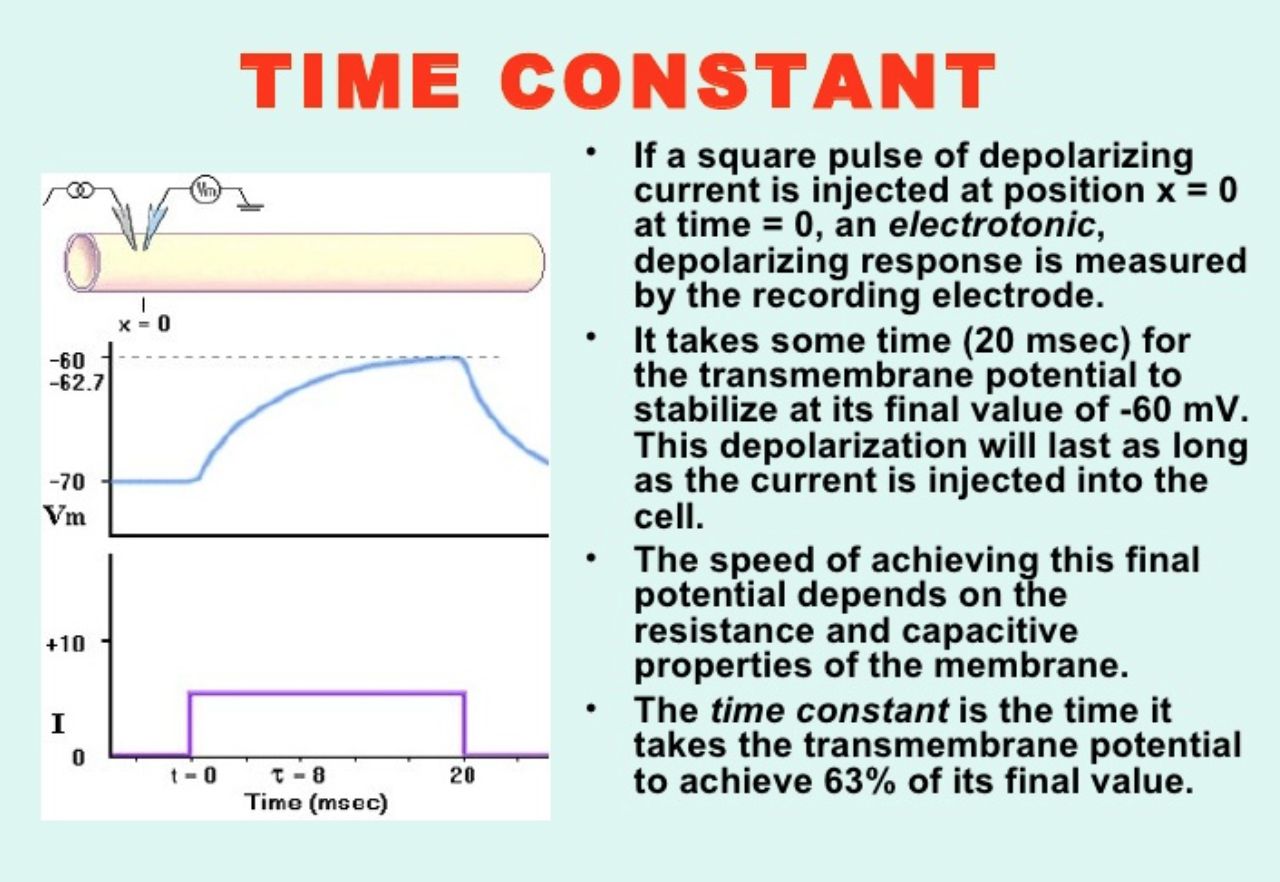 TIME CONSTANT
Vm
x = 0
-60
-62.7
-70
Vm
+10
I
0
t = 0 τ = 8 20
Time (msec)
• If a square pulse of depolarizing
current is injected at position x = 0
at time = 0, an electrotonic,
depolarizing response is measured
by the recording electrode.
• It takes some time (20 msec) for
the transmembrane potential to
stabilize at its final value of -60 mV.
This depolarization will last as long
as the current is injected into the
cell.
• The speed of achieving this final
potential depends on the
resistance and capacitive
properties of the membrane.
• The time constant is the time it
takes the transmembrane potential
to achieve 63% of its final value.